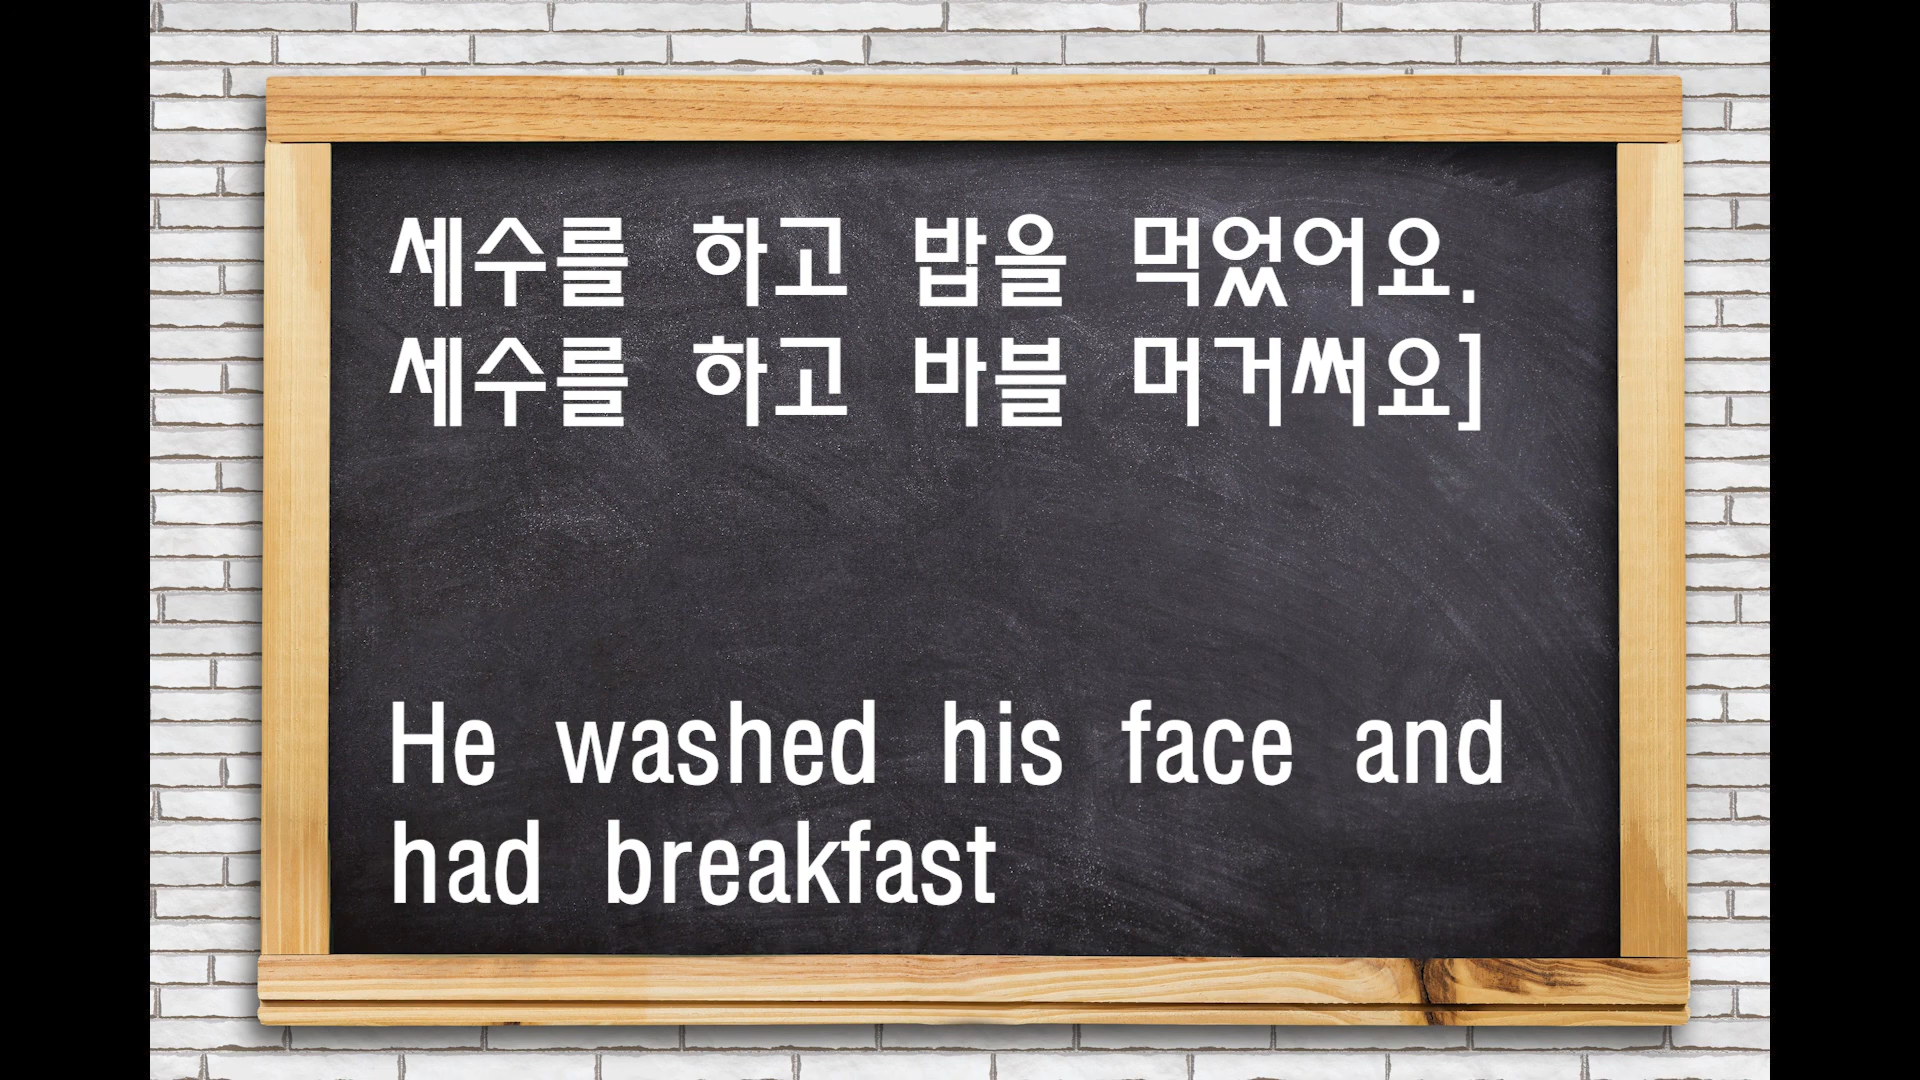 세수를 하고 밥을 먹었어요.
세수를 하고 바블 머거써요]
He washed his face and
had breakfast